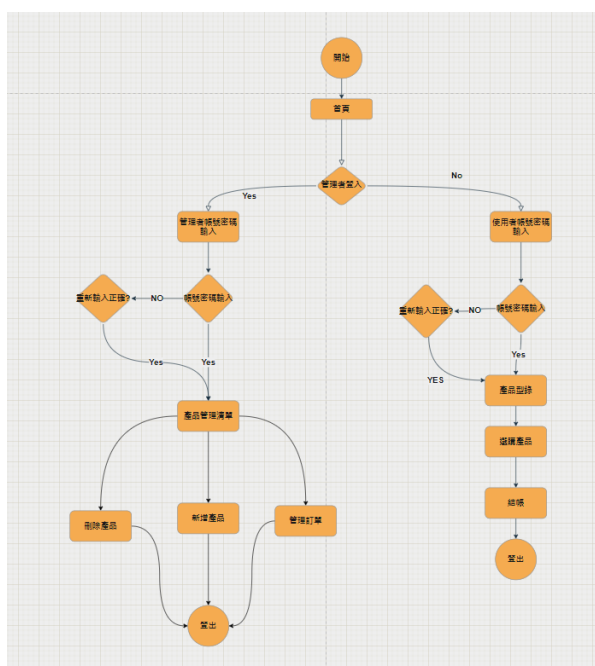 開始
首頁
管理者登入
Yes
No
管理者帳號密碼
輸入
使用者帳號密碼
輸入
重新輸入正確?
NO
帳號密碼輸入
重新輸入正確?
NO
帳號密碼輸入
Yes
Yes
Yes
YES
產品型錄
產品管理清單
選購產品
刪除產品
新增產品
管理訂單
結帳
登出
登出